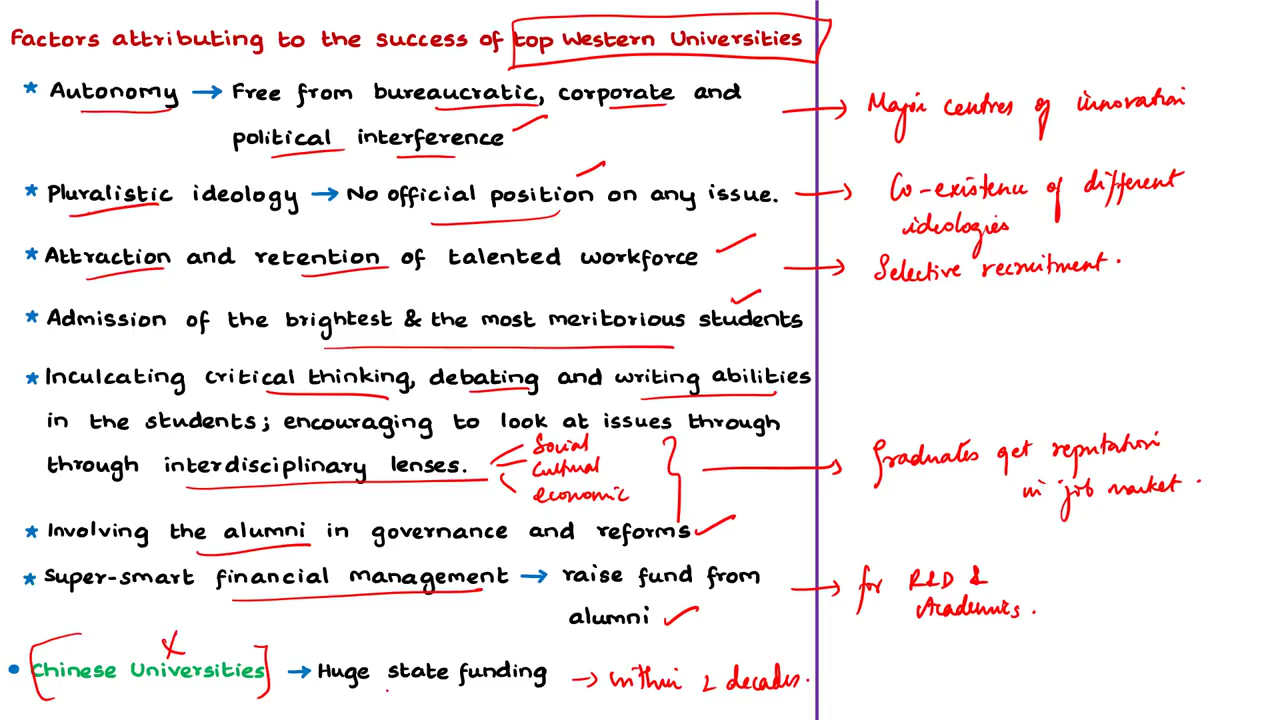 Factors attributing to the success of top Western Universities
* Autonomy → Free from bureaucratic, corporate and
political interference
→ Major centres of innovation
* Pluralistic ideology → No official position on any issue.
→ Co-existence of different
ideologies
* Attraction and retention of talented workforce
→ Selective recruitment.
* Admission of the brightest & the most meritorious students
* Inculcating critical thinking, debating and writing abilities
in the students; encouraging to look at issues through
through interdisciplinary lenses.
Social
Cultural
economic
→ Graduates get reputation
in job market.
* Involving the alumni in governance and reforms
* Super-smart financial management → raise fund from
alumni
→ for R&D &
Academics.
• [Chinese Universities] → Huge state funding → within 2 decades.